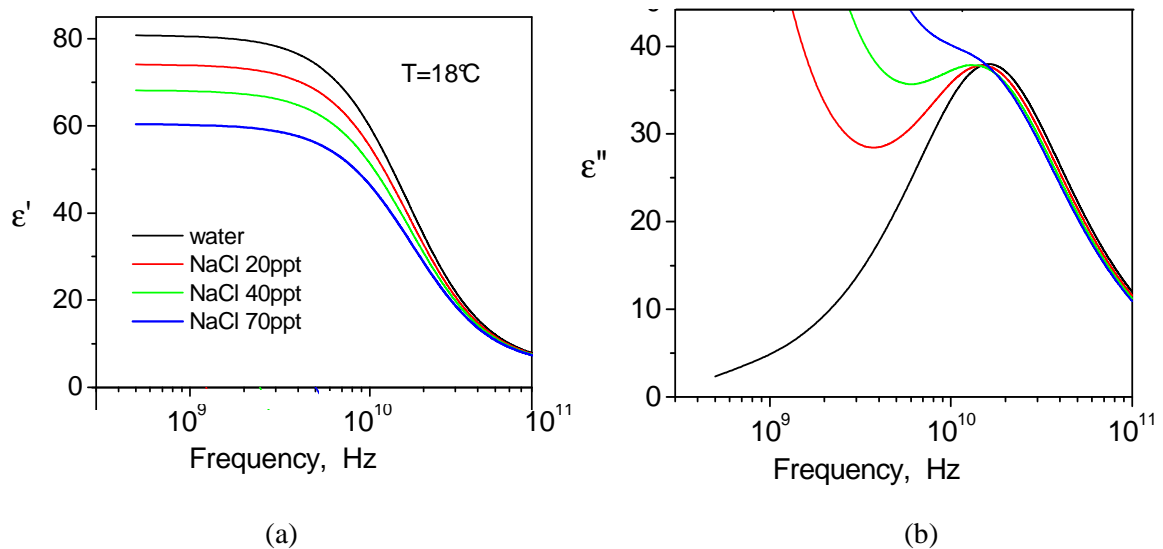 80
60
40
20
0
ε'
T=18°C
water
NaCl 20ppt
NaCl 40ppt
NaCl 70ppt
10⁹
10¹⁰
10¹¹
Frequency, Hz
(a)
40
30
20
10
0
ε"
10⁹
10¹⁰
10¹¹
Frequency, Hz
(b)